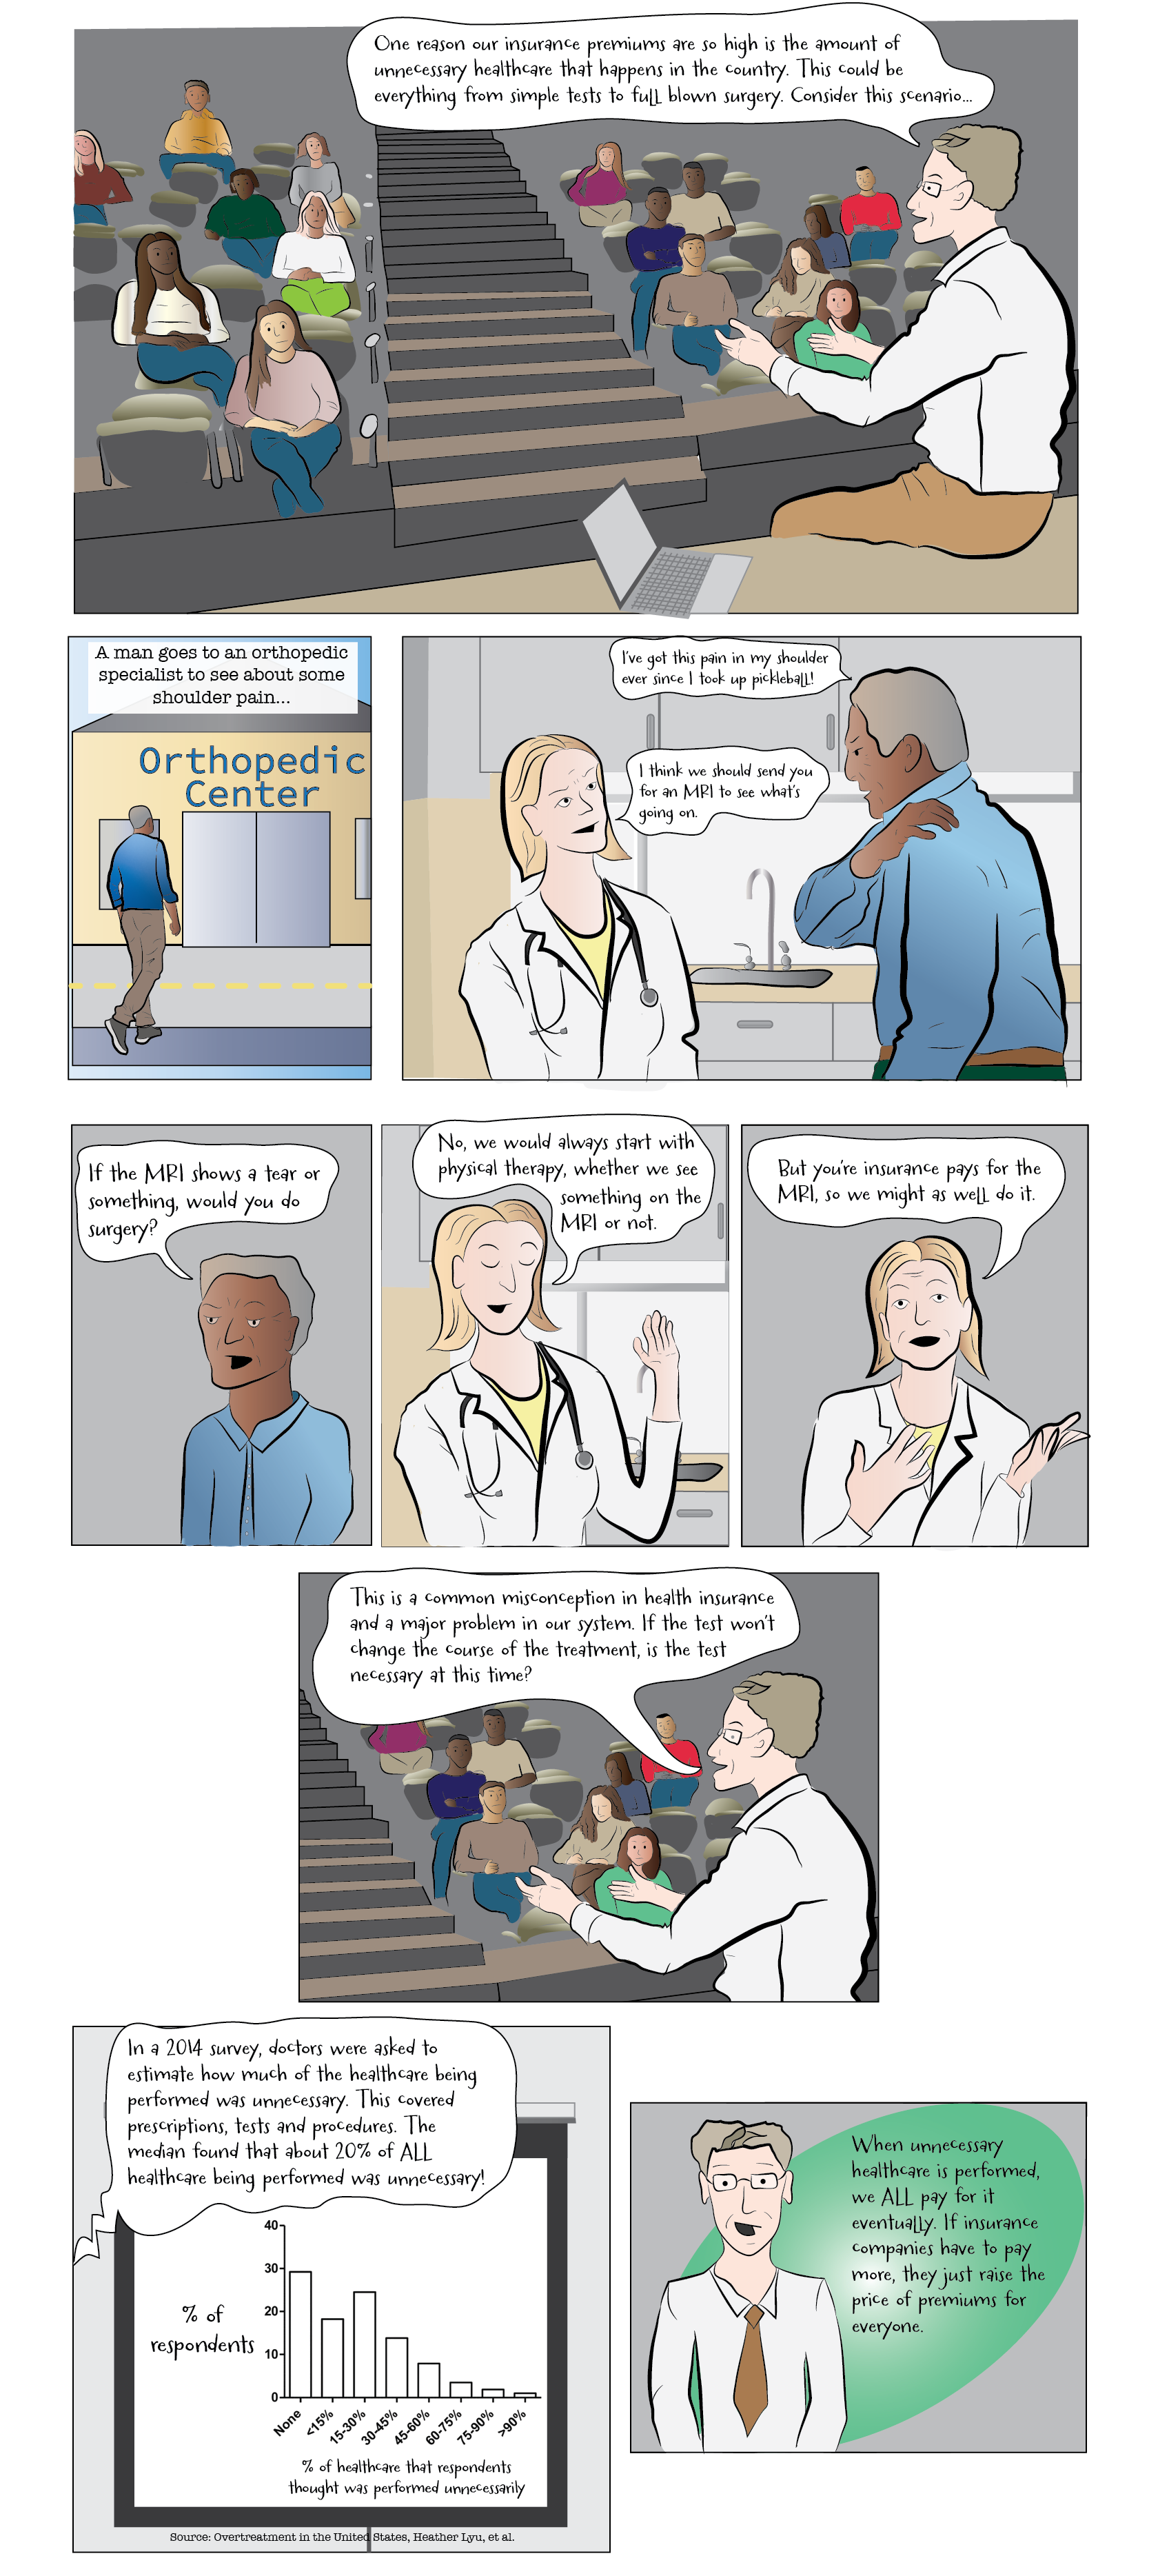 One reason our insurance premiums are so high is the amount of
unnecessary healthcare that happens in the country. This could be
everything from simple tests to full blown surgery. Consider this scenario...
A man goes to an orthopedic
specialist to see about some
shoulder pain...
Orthopedic
Center
I've got this pain in my shoulder
ever since I took up pickleball!
I think we should send you
for an MRI to see what's
going on.
If the MRI shows a tear or
something, would you do
surgery?
No, we would always start with
physical therapy, whether we see
something on the
MRI or not.
But you're insurance pays for the
MRI, so we might as well do it.
This is a common misconception in health insurance
and a major problem in our system. If the test won't
change the course of the treatment, is the test
necessary at this time?
In a 2014 survey, doctors were asked to
estimate how much of the healthcare being
performed was unnecessary. This covered
prescriptions, tests and procedures. The
median found that about 20% of ALL
healthcare being performed was unnecessary!
40
30
20
10
0
% of
respondents
None
<15%
15-30%
30-45%
45-60%
60-75%
75-90%
>90%
% of healthcare that respondents
thought was performed unnecessarily
Source: Overtreatment in the United States, Heather Lyu, et al.
When unnecessary
healthcare is performed,
we ALL pay for it
eventually. If insurance
companies have to pay
more, they just raise the
price of premiums for
everyone.